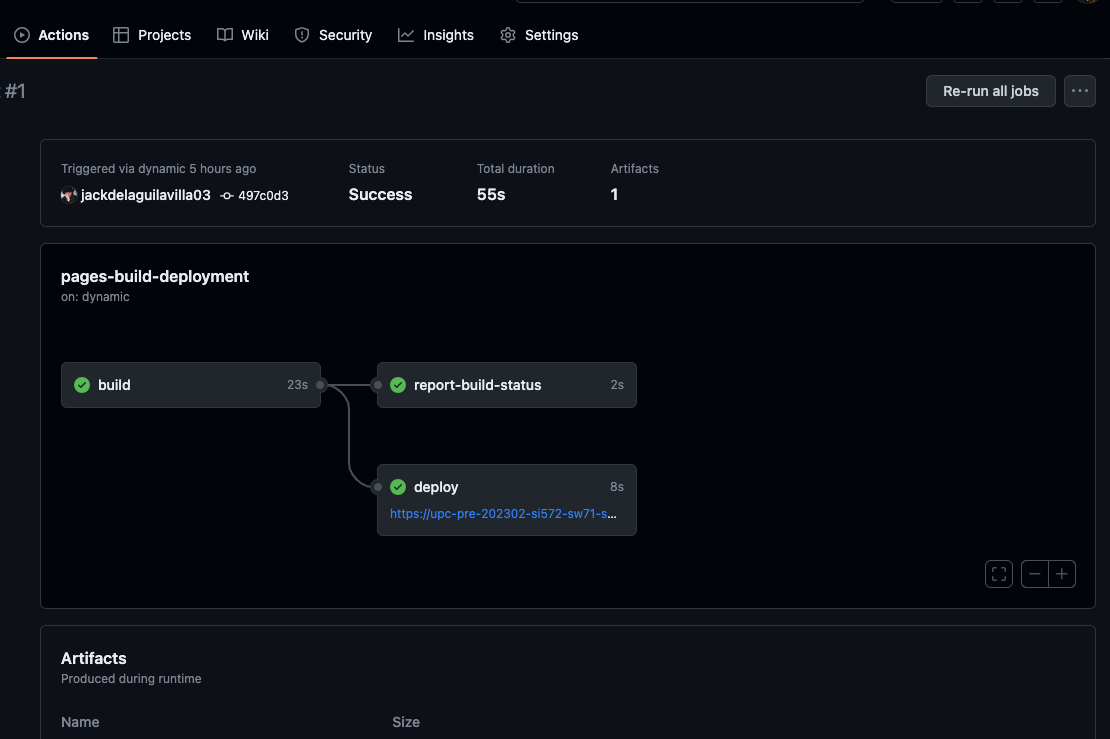 Actions Projects Wiki Security Insights Settings
#1
Re-run all jobs
Triggered via dynamic 5 hours ago Status Total duration Artifacts
jackdelaguilavilla03 497c0d3 Success 55s 1
pages-build-deployment
on: dynamic
build 23s report-build-status 2s
deploy 8s
https://upc-pre-202302-si572-sw71-s...
Artifacts
Produced during runtime
Name Size